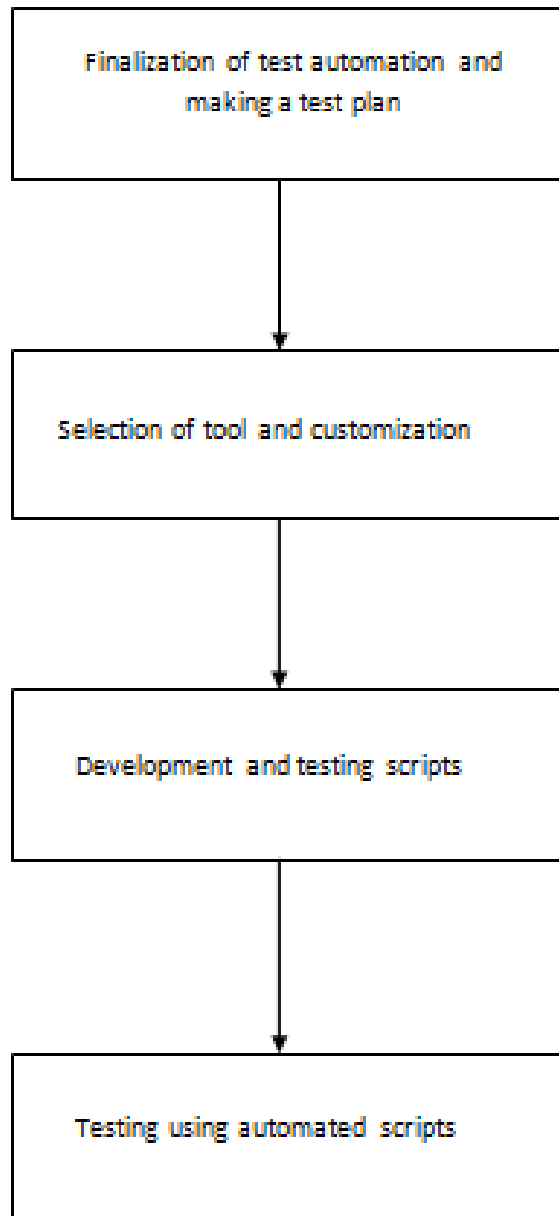 Finalization of test automation and
making a test plan
Selection of tool and customization
Development and testing scripts
Testing using automated scripts